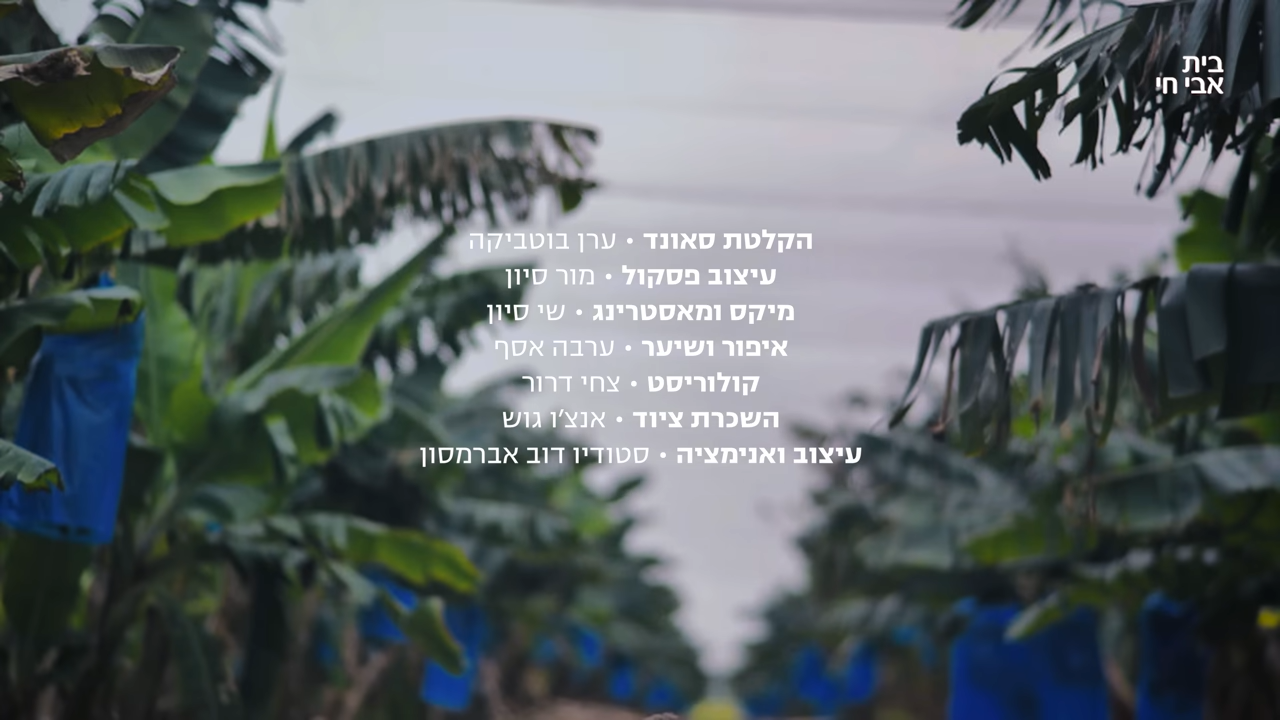 בית
אבי חי
הקלטת סאונד • ערן בוטביקה
עיצוב פסקול • מור סיון
מיקס ומאסטרינג • שי סיון
איפור ושיער • ערבה אסף
קולוריסט • צחי דרור
השכרת ציוד • אנצ'ו גוש
עיצוב ואנימציה • סטודיו דוב אברמסון